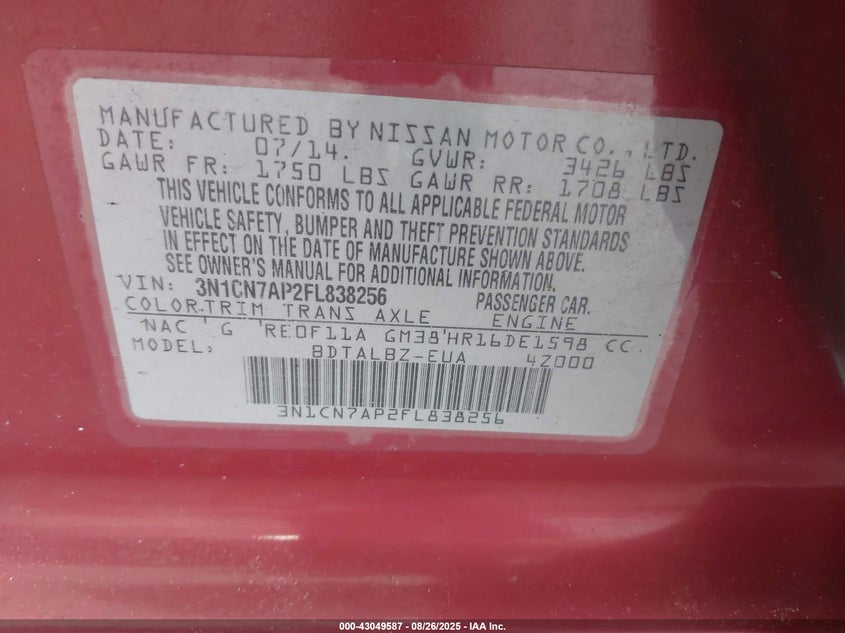 MANUFACTURED BY NISSAN MOTOR CO., LTD.
DATE: 07/14. GVWR: 3426 LBS
GAWR FR: 1750 LBS GAWR RR: 1708 LBS
THIS VEHICLE CONFORMS TO ALL APPLICABLE FEDERAL MOTOR
VEHICLE SAFETY, BUMPER AND THEFT PREVENTION STANDARDS
IN EFFECT ON THE DATE OF MANUFACTURE SHOWN ABOVE.
SEE OWNER'S MANUAL FOR ADDITIONAL INFORMATION.
VIN: 3N1CN7AP2FL838256 PASSENGER CAR.
COLOR TRIM TRANS AXLE ENGINE
NAC G RE0F11A GM38 HR16DE1598 CC
MODEL: BDTALBZ-EUA 4Z000
3N1CN7AP2FL838256
000-43049587 - 08/26/2025 - IAA Inc.